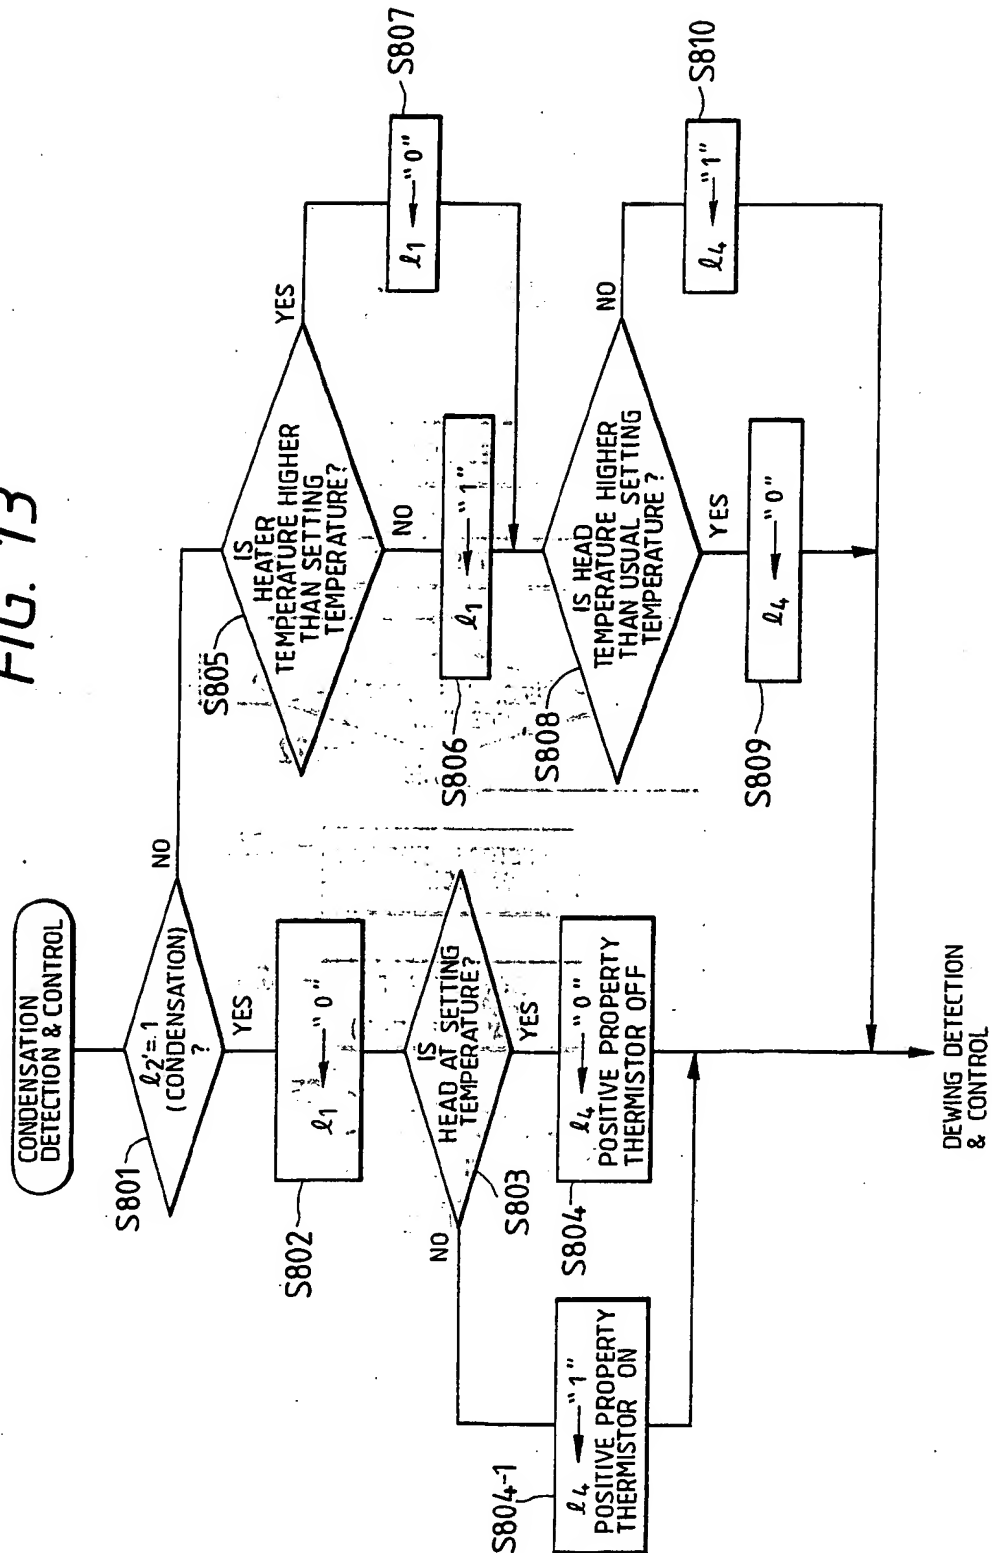 FIG. 13
CONDENSATION
DETECTION & CONTROL
S801
ℓ2'=1
(CONDENSATION)
?
NO
YES
S802
ℓ1 ← "0"
S803
IS
HEAD AT SETTING
TEMPERATURE?
NO
YES
S804
ℓ4 ← "0"
POSITIVE PROPERTY
THERMISTOR OFF
S804-1
ℓ4 ← "1"
POSITIVE PROPERTY
THERMISTOR ON
S805
IS
HEATER
TEMPERATURE HIGHER
THAN SETTING
TEMPERATURE?
YES
NO
S806
ℓ1 ← "1"
S807
ℓ1 ← "0"
S808
IS HEAD
TEMPERATURE HIGHER
THAN USUAL SETTING
TEMPERATURE ?
NO
YES
S809
ℓ4 ← "0"
S810
ℓ4 ← "1"
DEWING DETECTION
& CONTROL